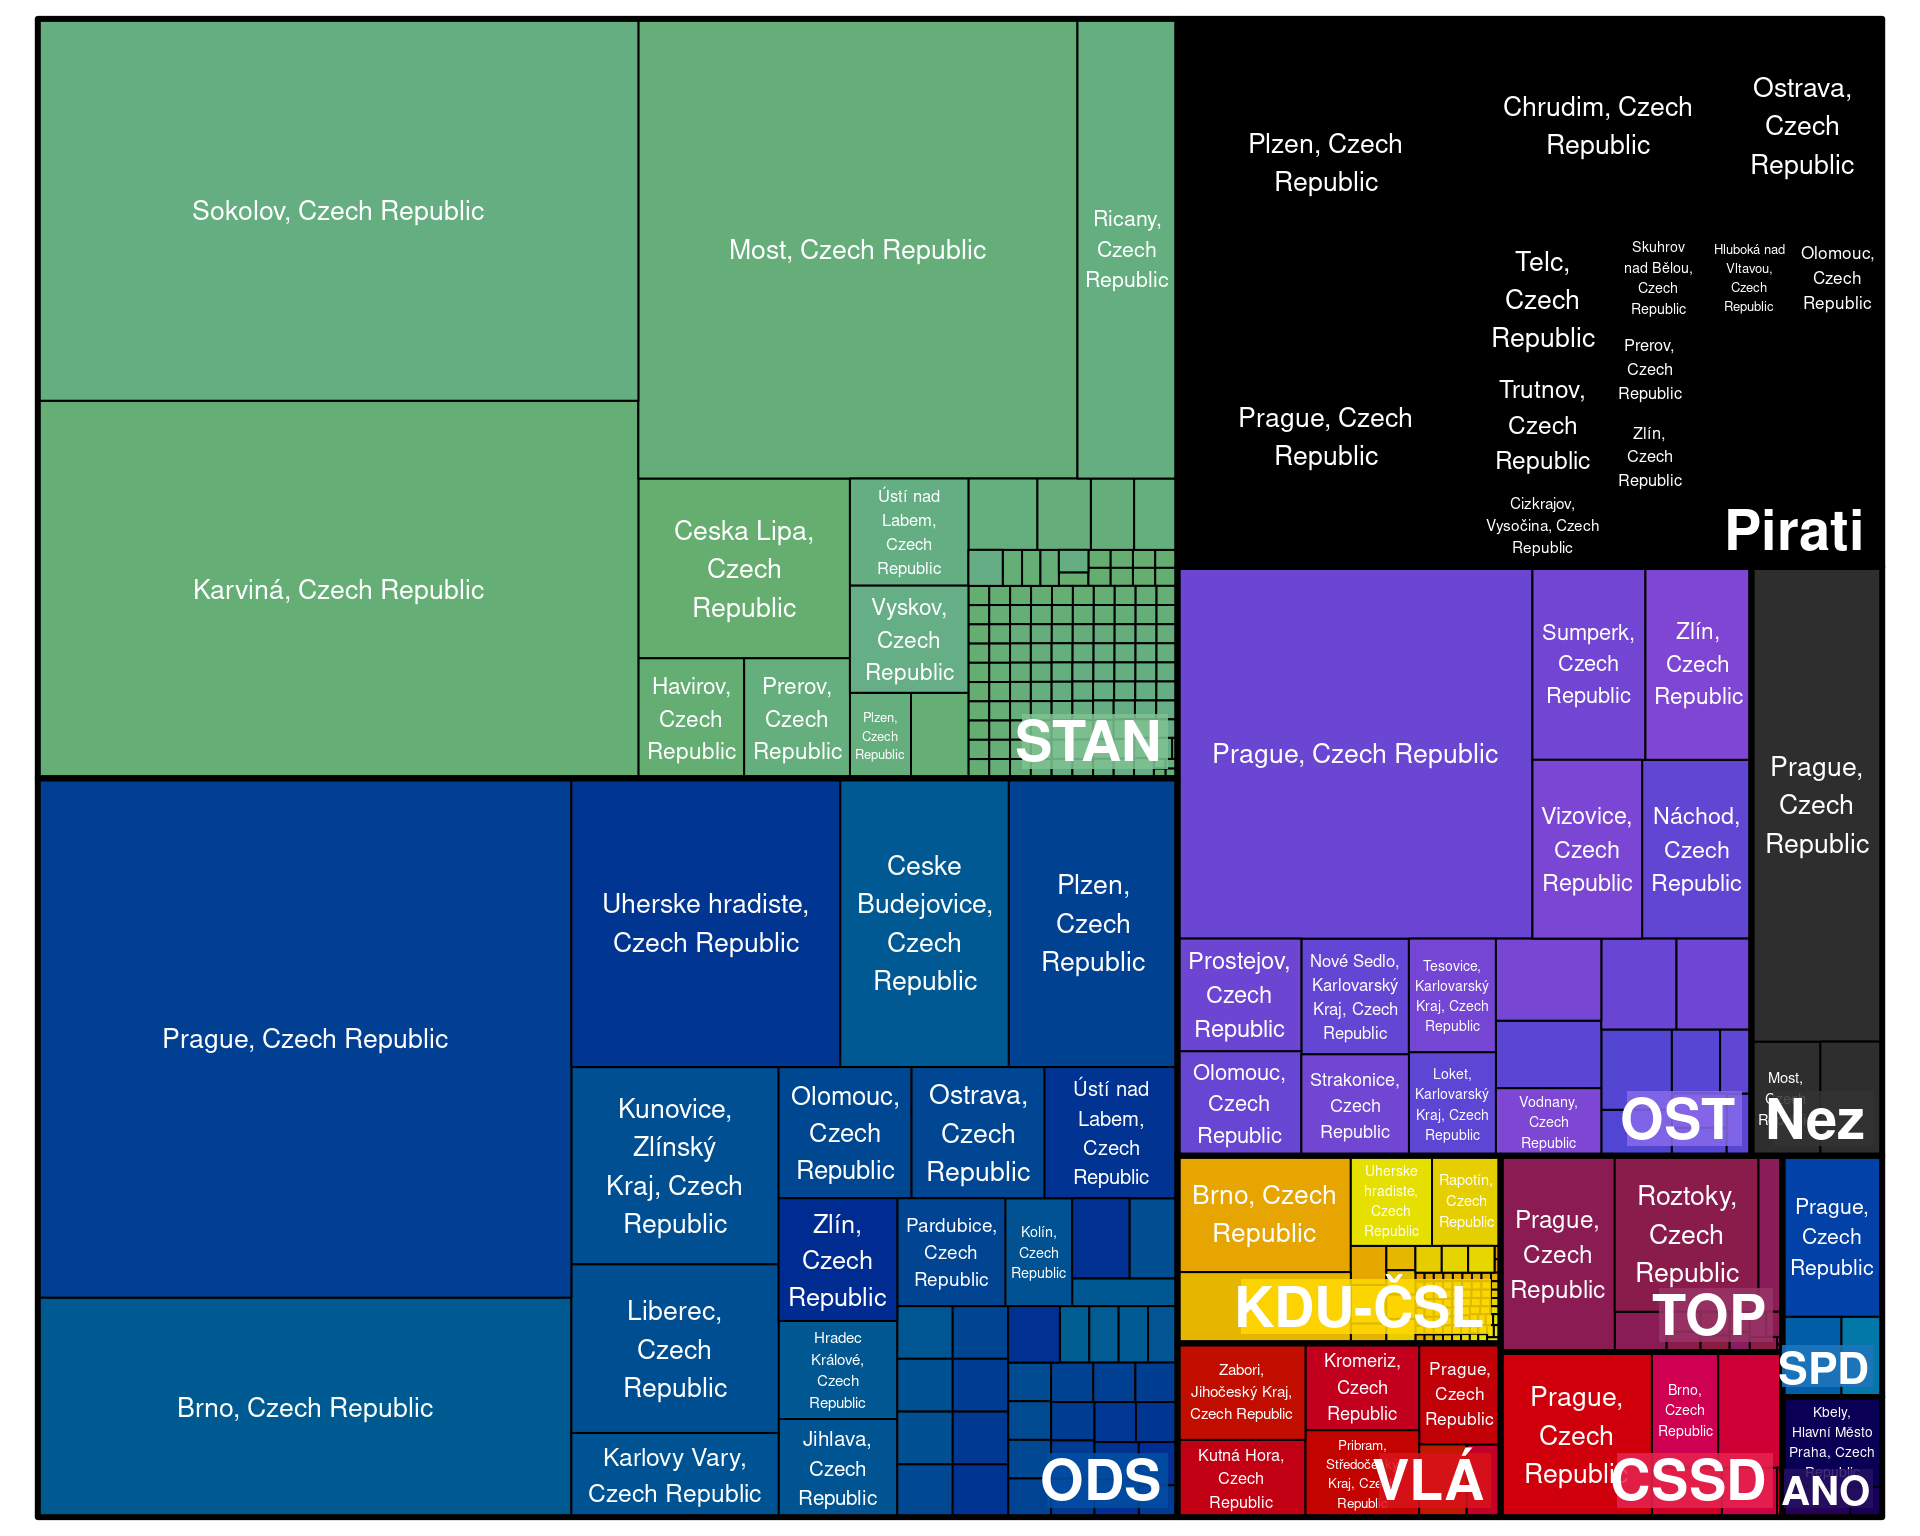 Sokolov, Czech Republic
Karviná, Czech Republic
Most, Czech Republic
Ricany,
Czech
Republic
Ceska Lipa,
Czech
Republic
Havirov,
Czech
Republic
Prerov,
Czech
Republic
Ústí nad
Labem,
Czech
Republic
Vyskov,
Czech
Republic
Plzen,
Czech
Republic
STAN
Plzen, Czech
Republic
Prague, Czech
Republic
Chrudim, Czech
Republic
Ostrava,
Czech
Republic
Telc,
Czech
Republic
Trutnov,
Czech
Republic
Cizkrajov,
Vysočina, Czech
Republic
Skuhrov
nad Bělou,
Czech
Republic
Hluboká nad
Vltavou,
Czech
Republic
Olomouc,
Czech
Republic
Prerov,
Czech
Republic
Zlín,
Czech
Republic
Pirati
Prague, Czech Republic
Brno, Czech Republic
Uherske hradiste,
Czech Republic
Ceske
Budejovice,
Czech
Republic
Plzen,
Czech
Republic
Kunovice,
Zlínský
Kraj, Czech
Republic
Liberec,
Czech
Republic
Karlovy Vary,
Czech Republic
Olomouc,
Czech
Republic
Ostrava,
Czech
Republic
Ústí nad
Labem,
Czech
Republic
Zlín,
Czech
Republic
Pardubice,
Czech
Republic
Kolín,
Czech
Republic
Hradec
Králové,
Czech
Republic
Jihlava,
Czech
Republic
ODS
Prague, Czech Republic
Sumperk,
Czech
Republic
Zlín,
Czech
Republic
Vizovice,
Czech
Republic
Náchod,
Czech
Republic
Prostejov,
Czech
Republic
Olomouc,
Czech
Republic
Nové Sedlo,
Karlovarský
Kraj, Czech
Republic
Strakonice,
Czech
Republic
Tesovice,
Karlovarský
Kraj, Czech
Republic
Loket,
Karlovarský
Kraj, Czech
Republic
Vodnany,
Czech
Republic
OST
Prague,
Czech
Republic
Most,
Czech
Nez
Brno, Czech
Republic
Uherske
hradiste,
Czech
Republic
Rapotín,
Czech
Republic
KDU-ČSL
Prague,
Czech
Republic
Roztoky,
Czech
Republic
TOP
Prague,
Czech
Republic
SPD
Zabori,
Jihočeský Kraj,
Czech Republic
Kutná Hora,
Czech
Republic
Kromeriz,
Czech
Republic
Pribram,
Středočeský
Kraj, Czech
Republic
Prague,
Czech
Republic
VLÁ
Prague,
Czech
Republic
Brno,
Czech
Republic
CSSD
Kbely,
Hlavní Město
Praha, Czech
Republic
ANO